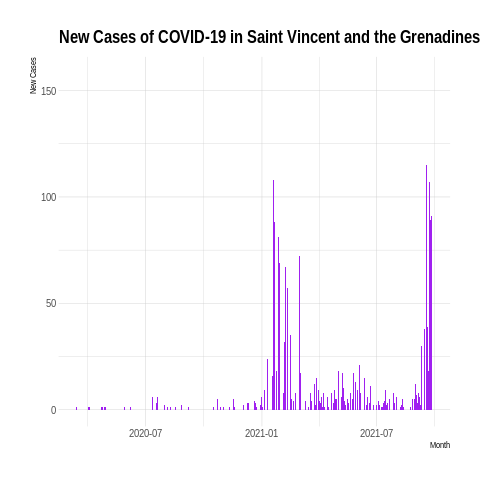 New Cases of COVID-19 in Saint Vincent and the Grenadines
New Cases
150
100
50
0
2020-07
2021-01
2021-07
Month